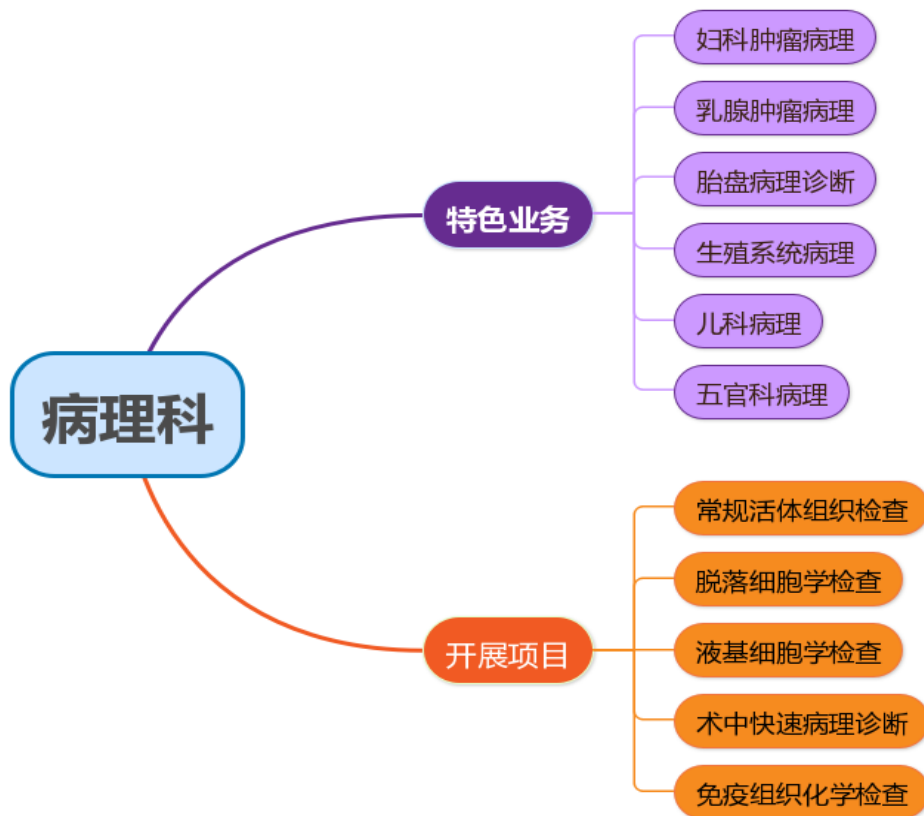 病理科
特色业务
妇科肿瘤病理
乳腺肿瘤病理
胎盘病理诊断
生殖系统病理
儿科病理
五官科病理
开展项目
常规活体组织检查
脱落细胞学检查
液基细胞学检查
术中快速病理诊断
免疫组织化学检查